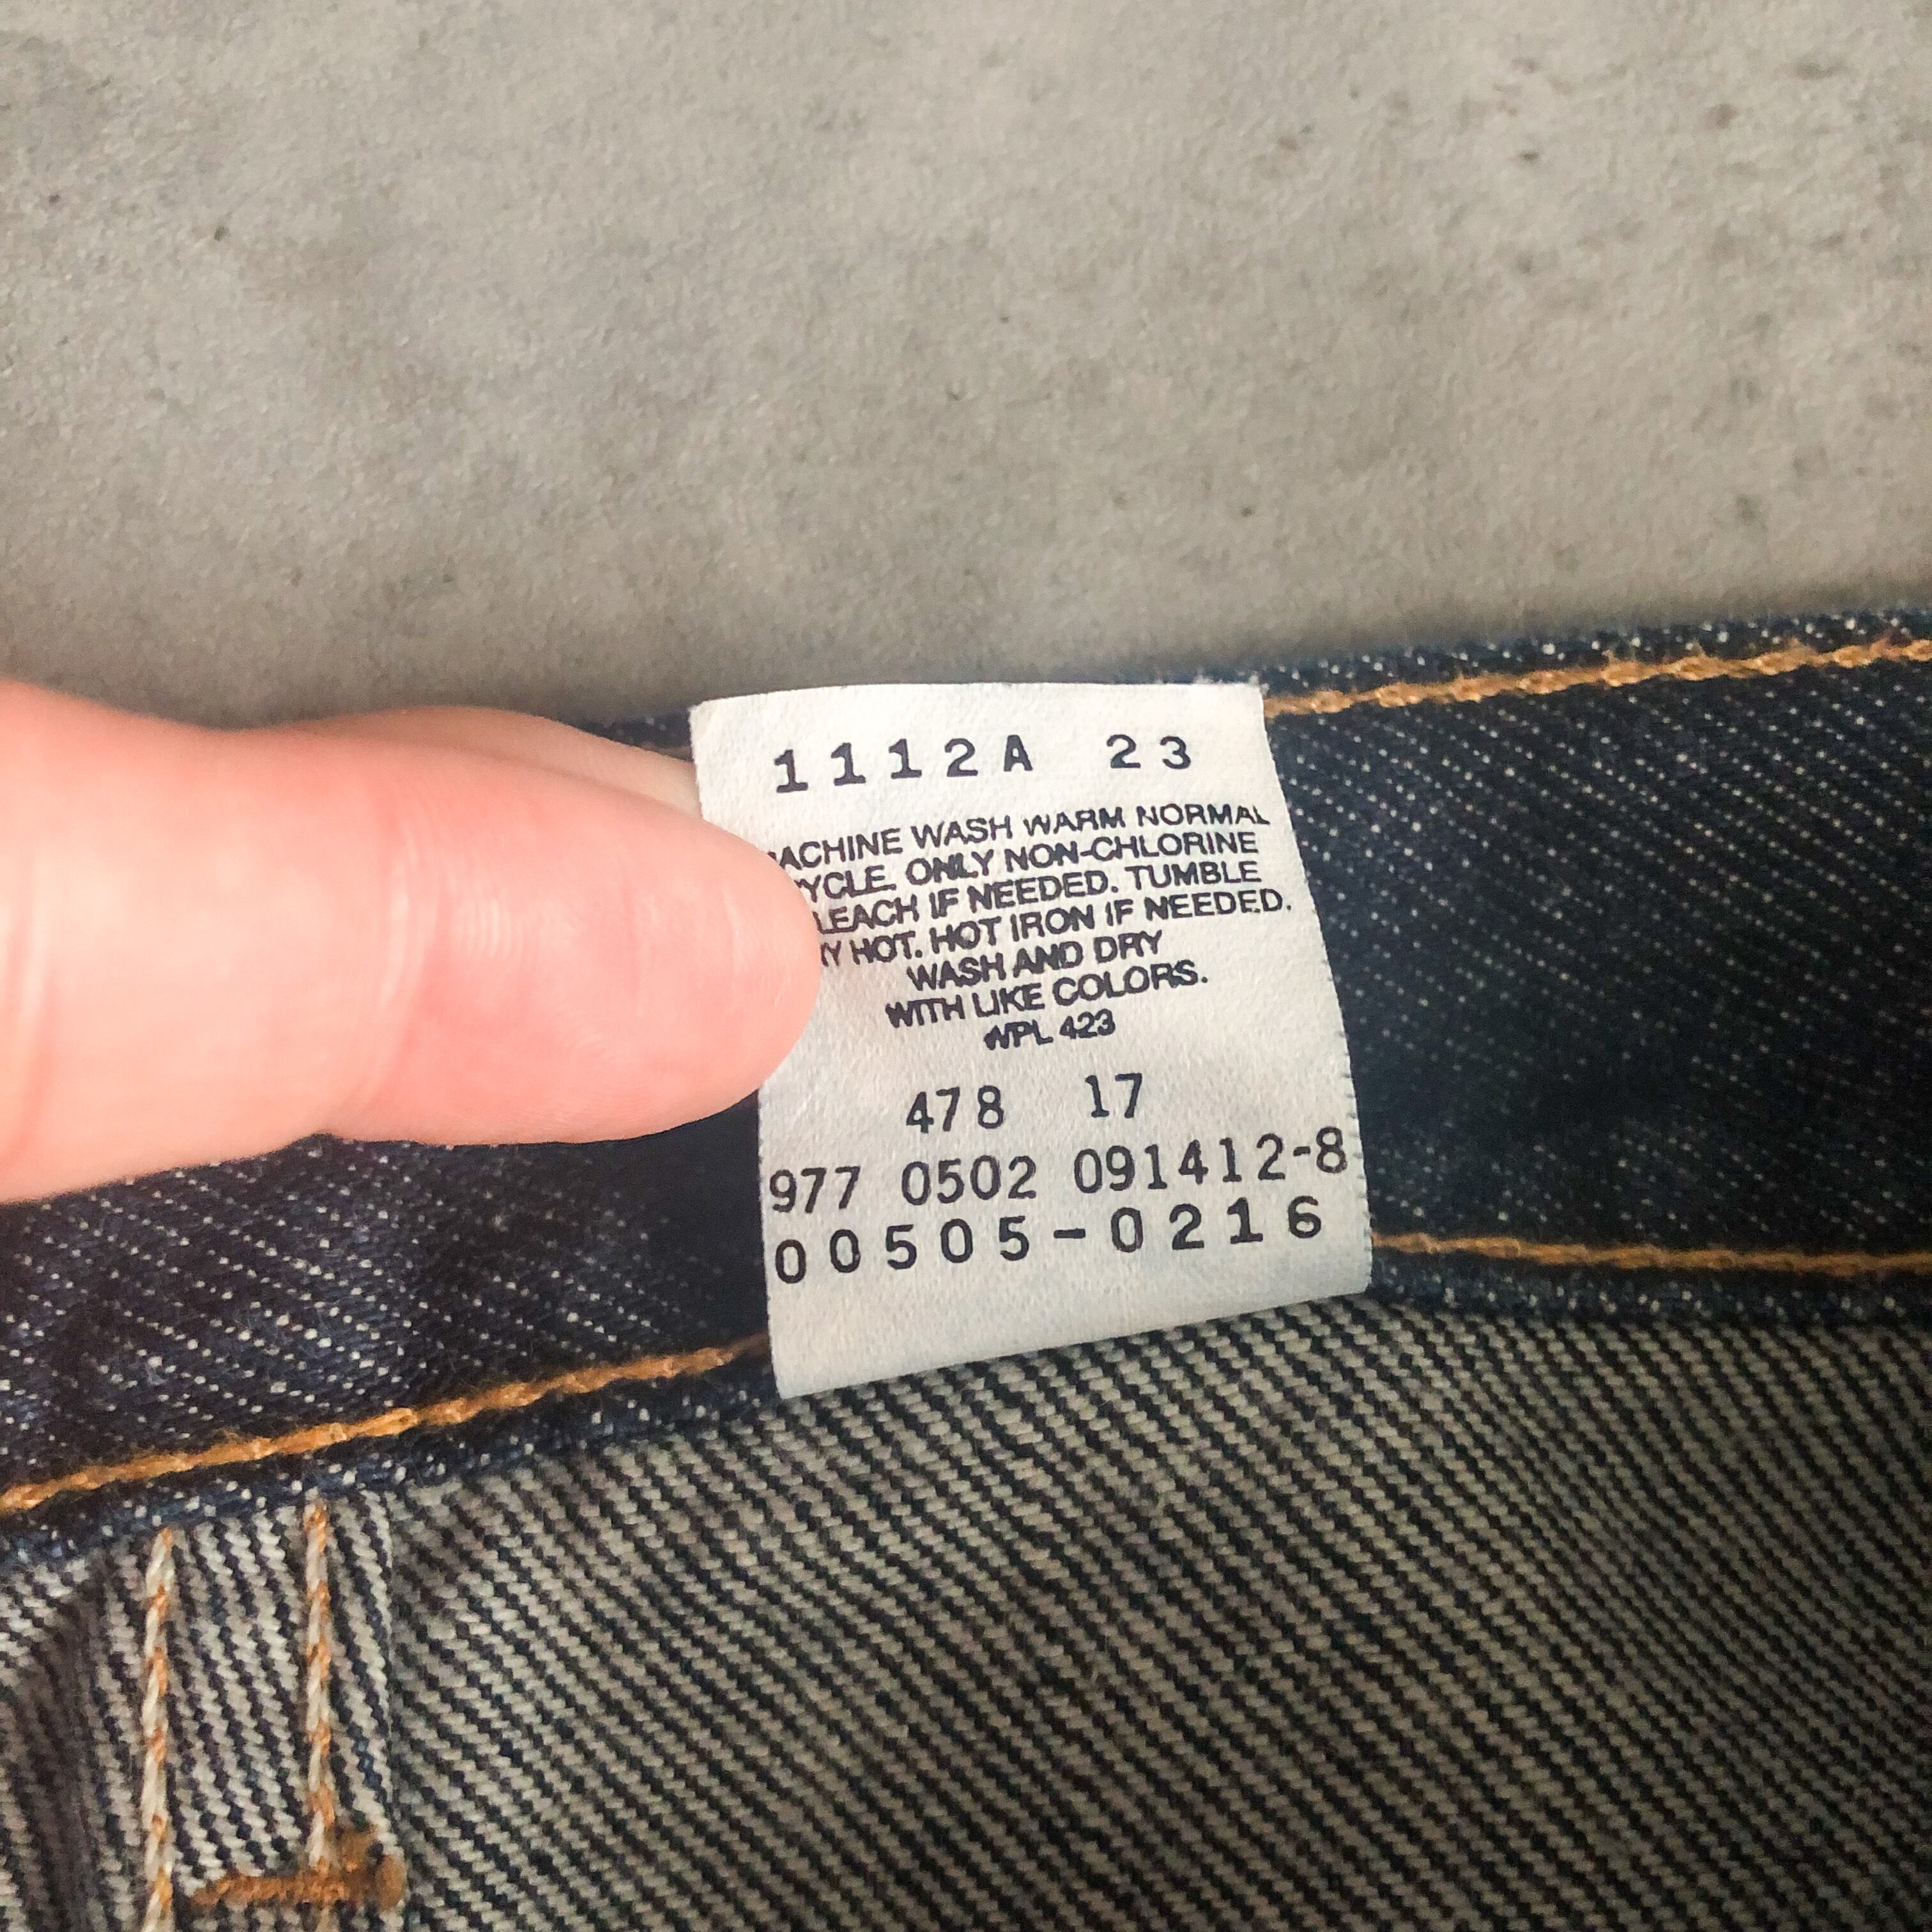 1112A 23
ACHINE WASH WARM NORMAL
YCLE. ONLY NON-CHLORINE
LEACH IF NEEDED. TUMBLE
Y HOT. HOT IRON IF NEEDED.
WASH AND DRY
WITH LIKE COLORS.
WPL 423
478 17
977 0502 091412-8
00505-0216